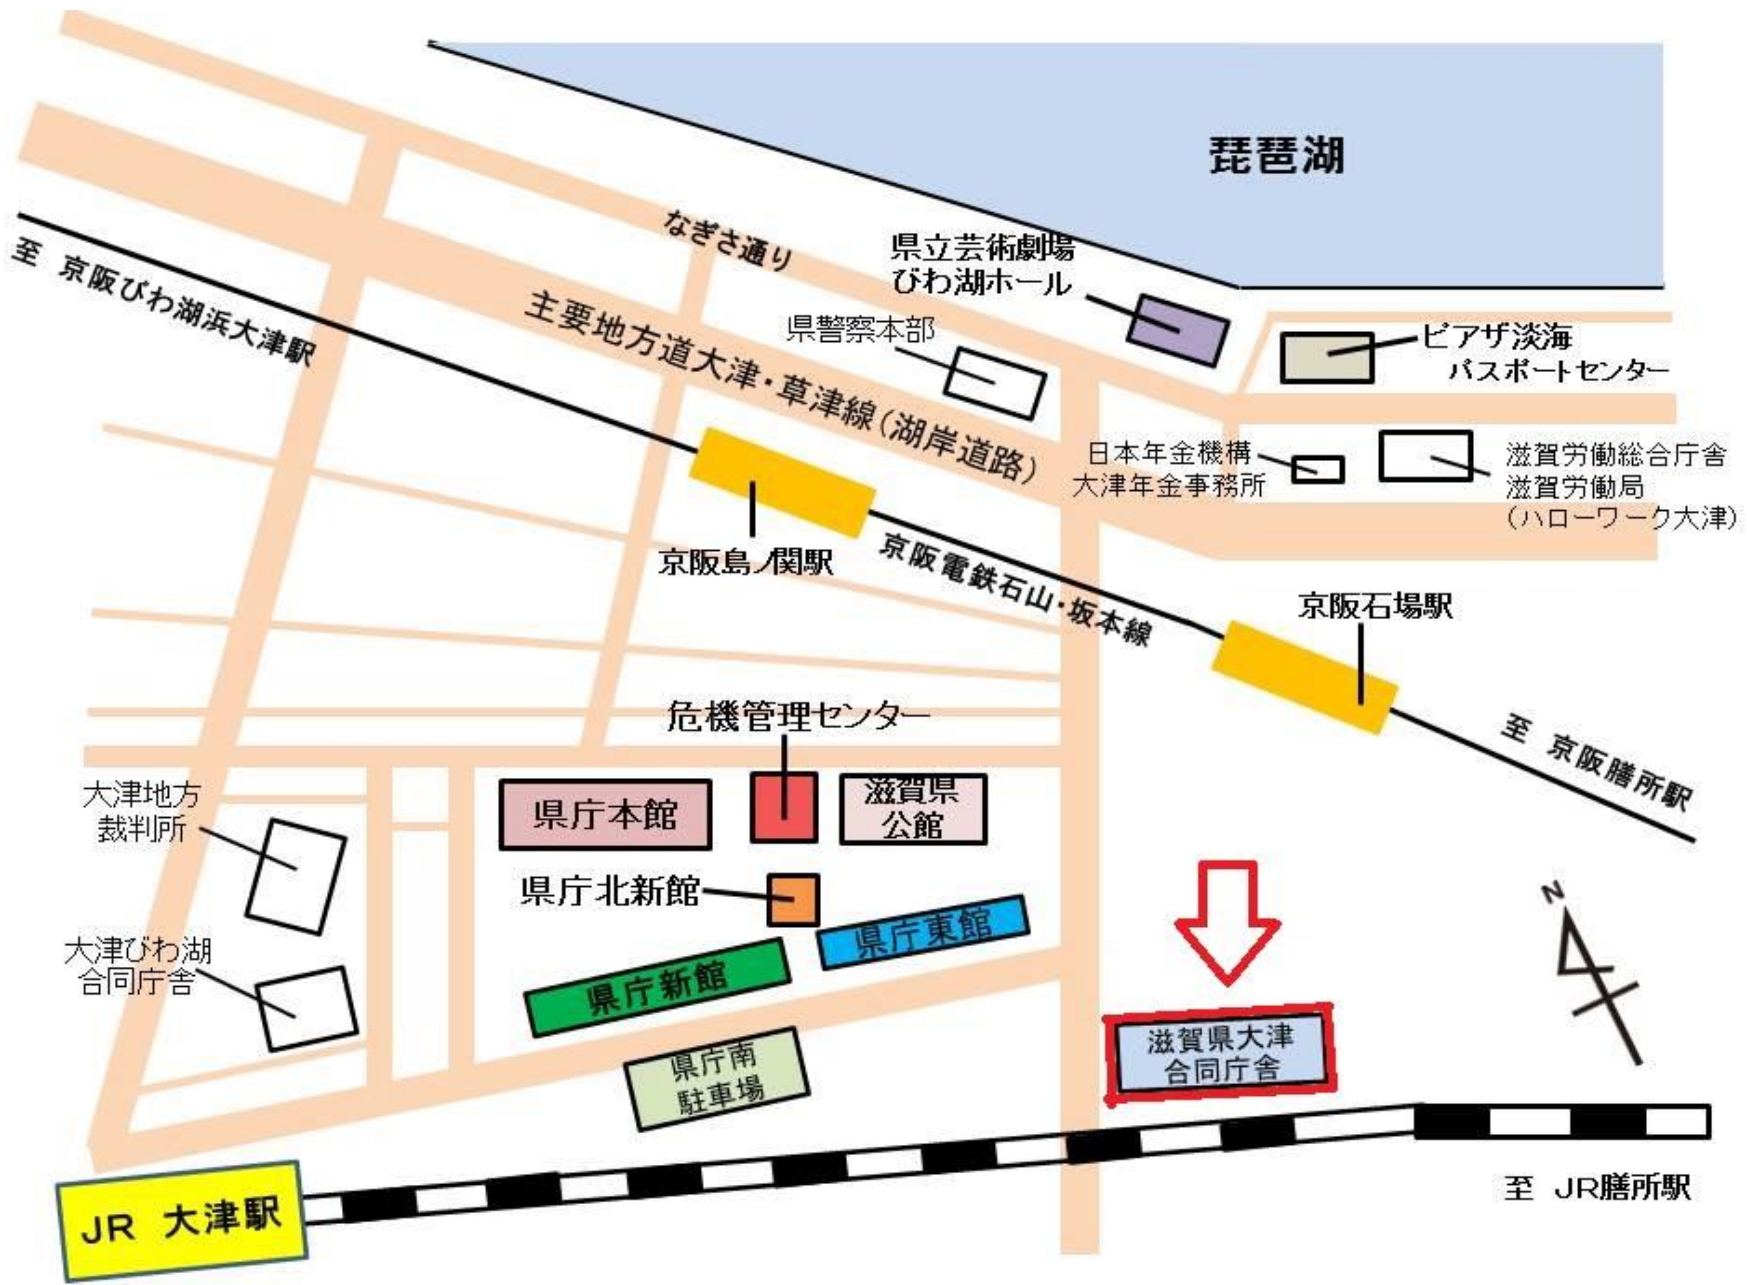 琵琶湖
なぎさ通り
県立芸術劇場
びわ湖ホール
至 京阪びわ湖浜大津駅
主要地方道大津・草津線(湖岸道路)
県警察本部
ピアザ淡海
パスポートセンター
日本年金機構
大津年金事務所
滋賀労働総合庁舎
滋賀労働局
(ハローワーク大津)
京阪島ノ関駅
京阪電鉄石山・坂本線
京阪石場駅
至 京阪膳所駅
危機管理センター
大津地方
裁判所
県庁本館
滋賀県
公館
県庁北新館
県庁東館
大津びわ湖
合同庁舎
県庁新館
N
滋賀県大津
合同庁舎
県庁南
駐車場
JR 大津駅
至 JR膳所駅